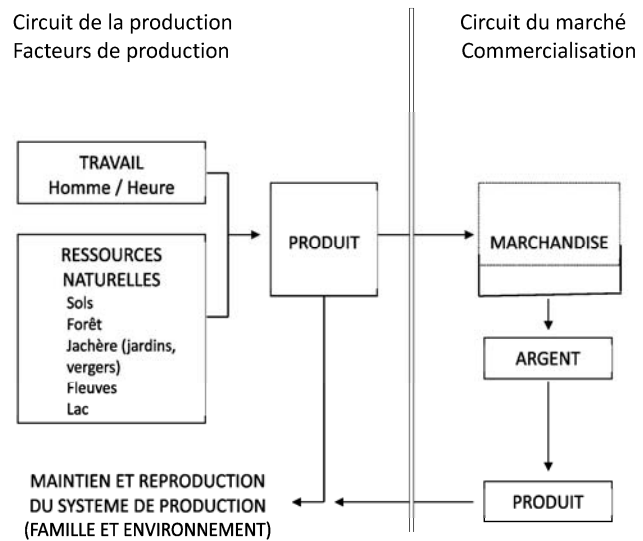 Circuit de la production
Facteurs de production
Circuit du marché
Commercialisation
TRAVAIL
Homme / Heure
RESSOURCES
NATURELLES
Sols
Forêt
Jachère (jardins,
vergers)
Fleuves
Lac
PRODUIT
MARCHANDISE
ARGENT
PRODUIT
MAINTIEN ET REPRODUCTION
DU SYSTEME DE PRODUCTION
(FAMILLE ET ENVIRONNEMENT)